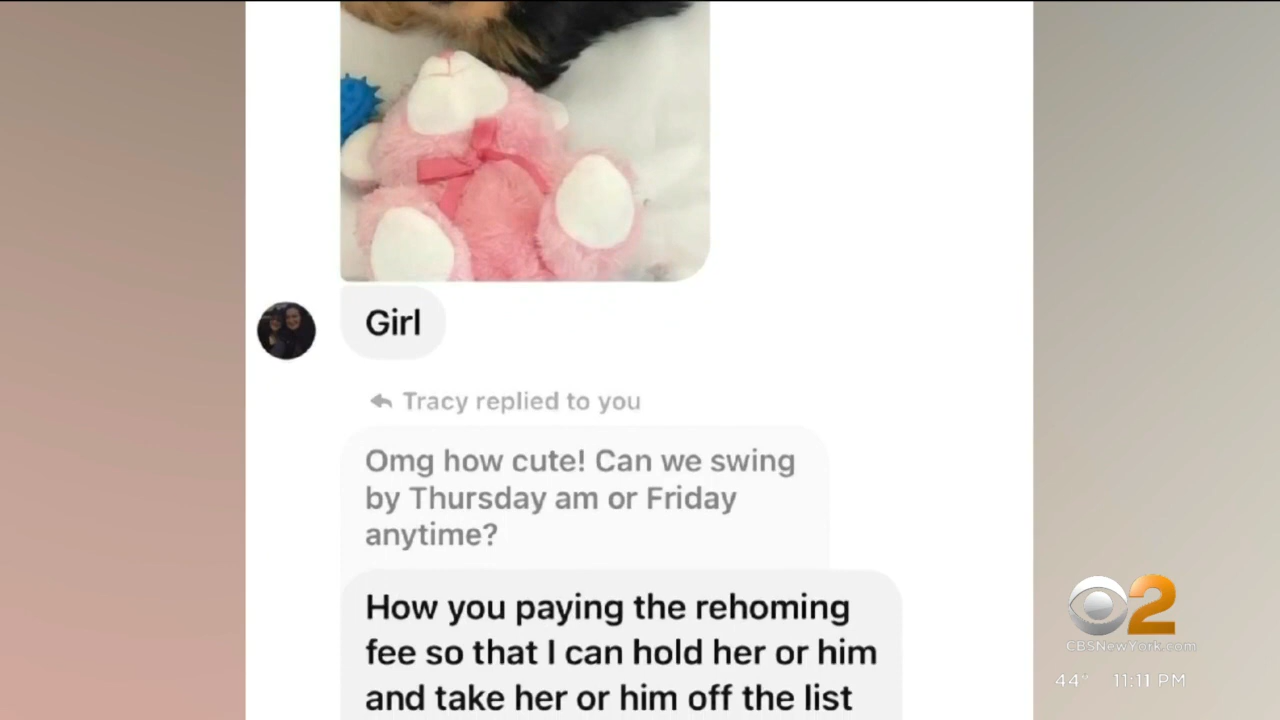 Girl
Tracy replied to you
Omg how cute! Can we swing
by Thursday am or Friday
anytime?
How you paying the rehoming
fee so that I can hold her or him
and take her or him off the list
2
CBSNewYork.com
44° 11:11 PM